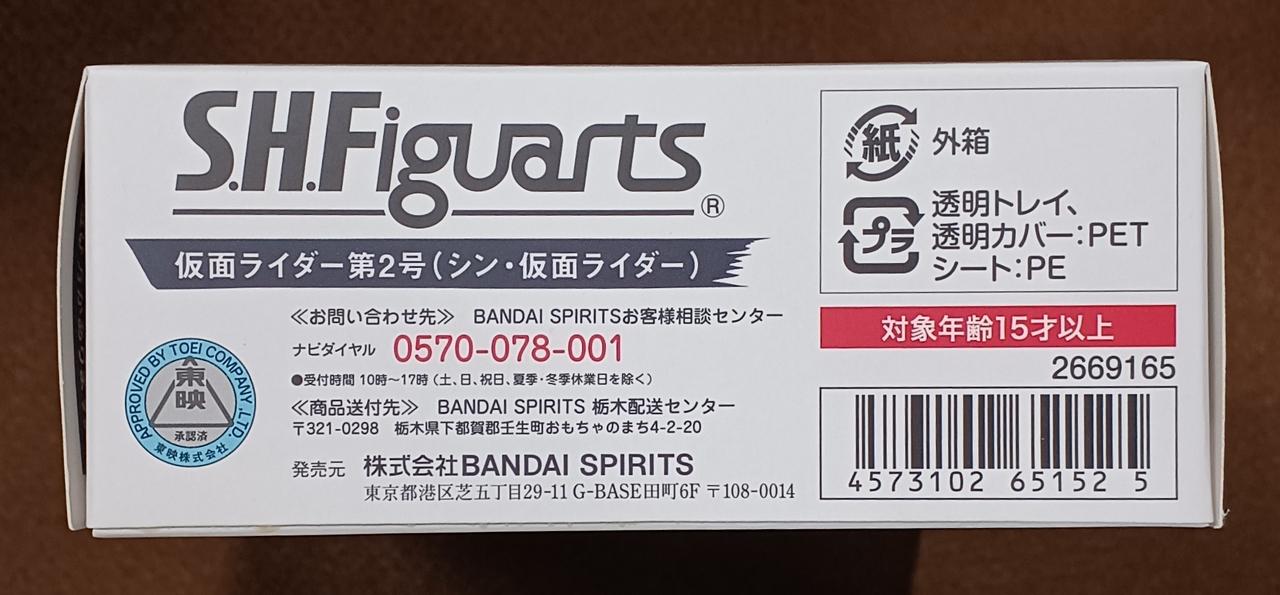 S.H.Figuarts
®
仮面ライダー第2号(シン・仮面ライダー)
≪お問い合わせ先≫ BANDAI SPIRITSお客様相談センター
ナビダイヤル 0570-078-001
●受付時間 10時～17時(土、日、祝日、夏季・冬季休業日を除く)
≪商品送付先≫ BANDAI SPIRITS 栃木配送センター
〒321-0298 栃木県下都賀郡壬生町おもちゃのまち4-2-20
発売元 株式会社BANDAI SPIRITS
東京都港区芝五丁目29-11 G-BASE田町6F 〒108-0014
APPROVED BY TOEI COMPANY ,LTD.
東映
承認済
東映株式会社
紙 外箱
プラ 透明トレイ、
透明カバー:PET
シート:PE
対象年齢15才以上
2669165
4573102 65152 5